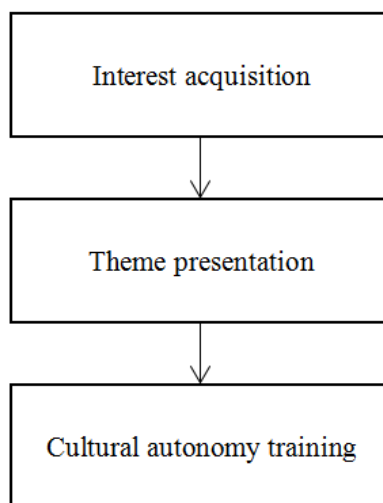 Interest acquisition
Theme presentation
Cultural autonomy training